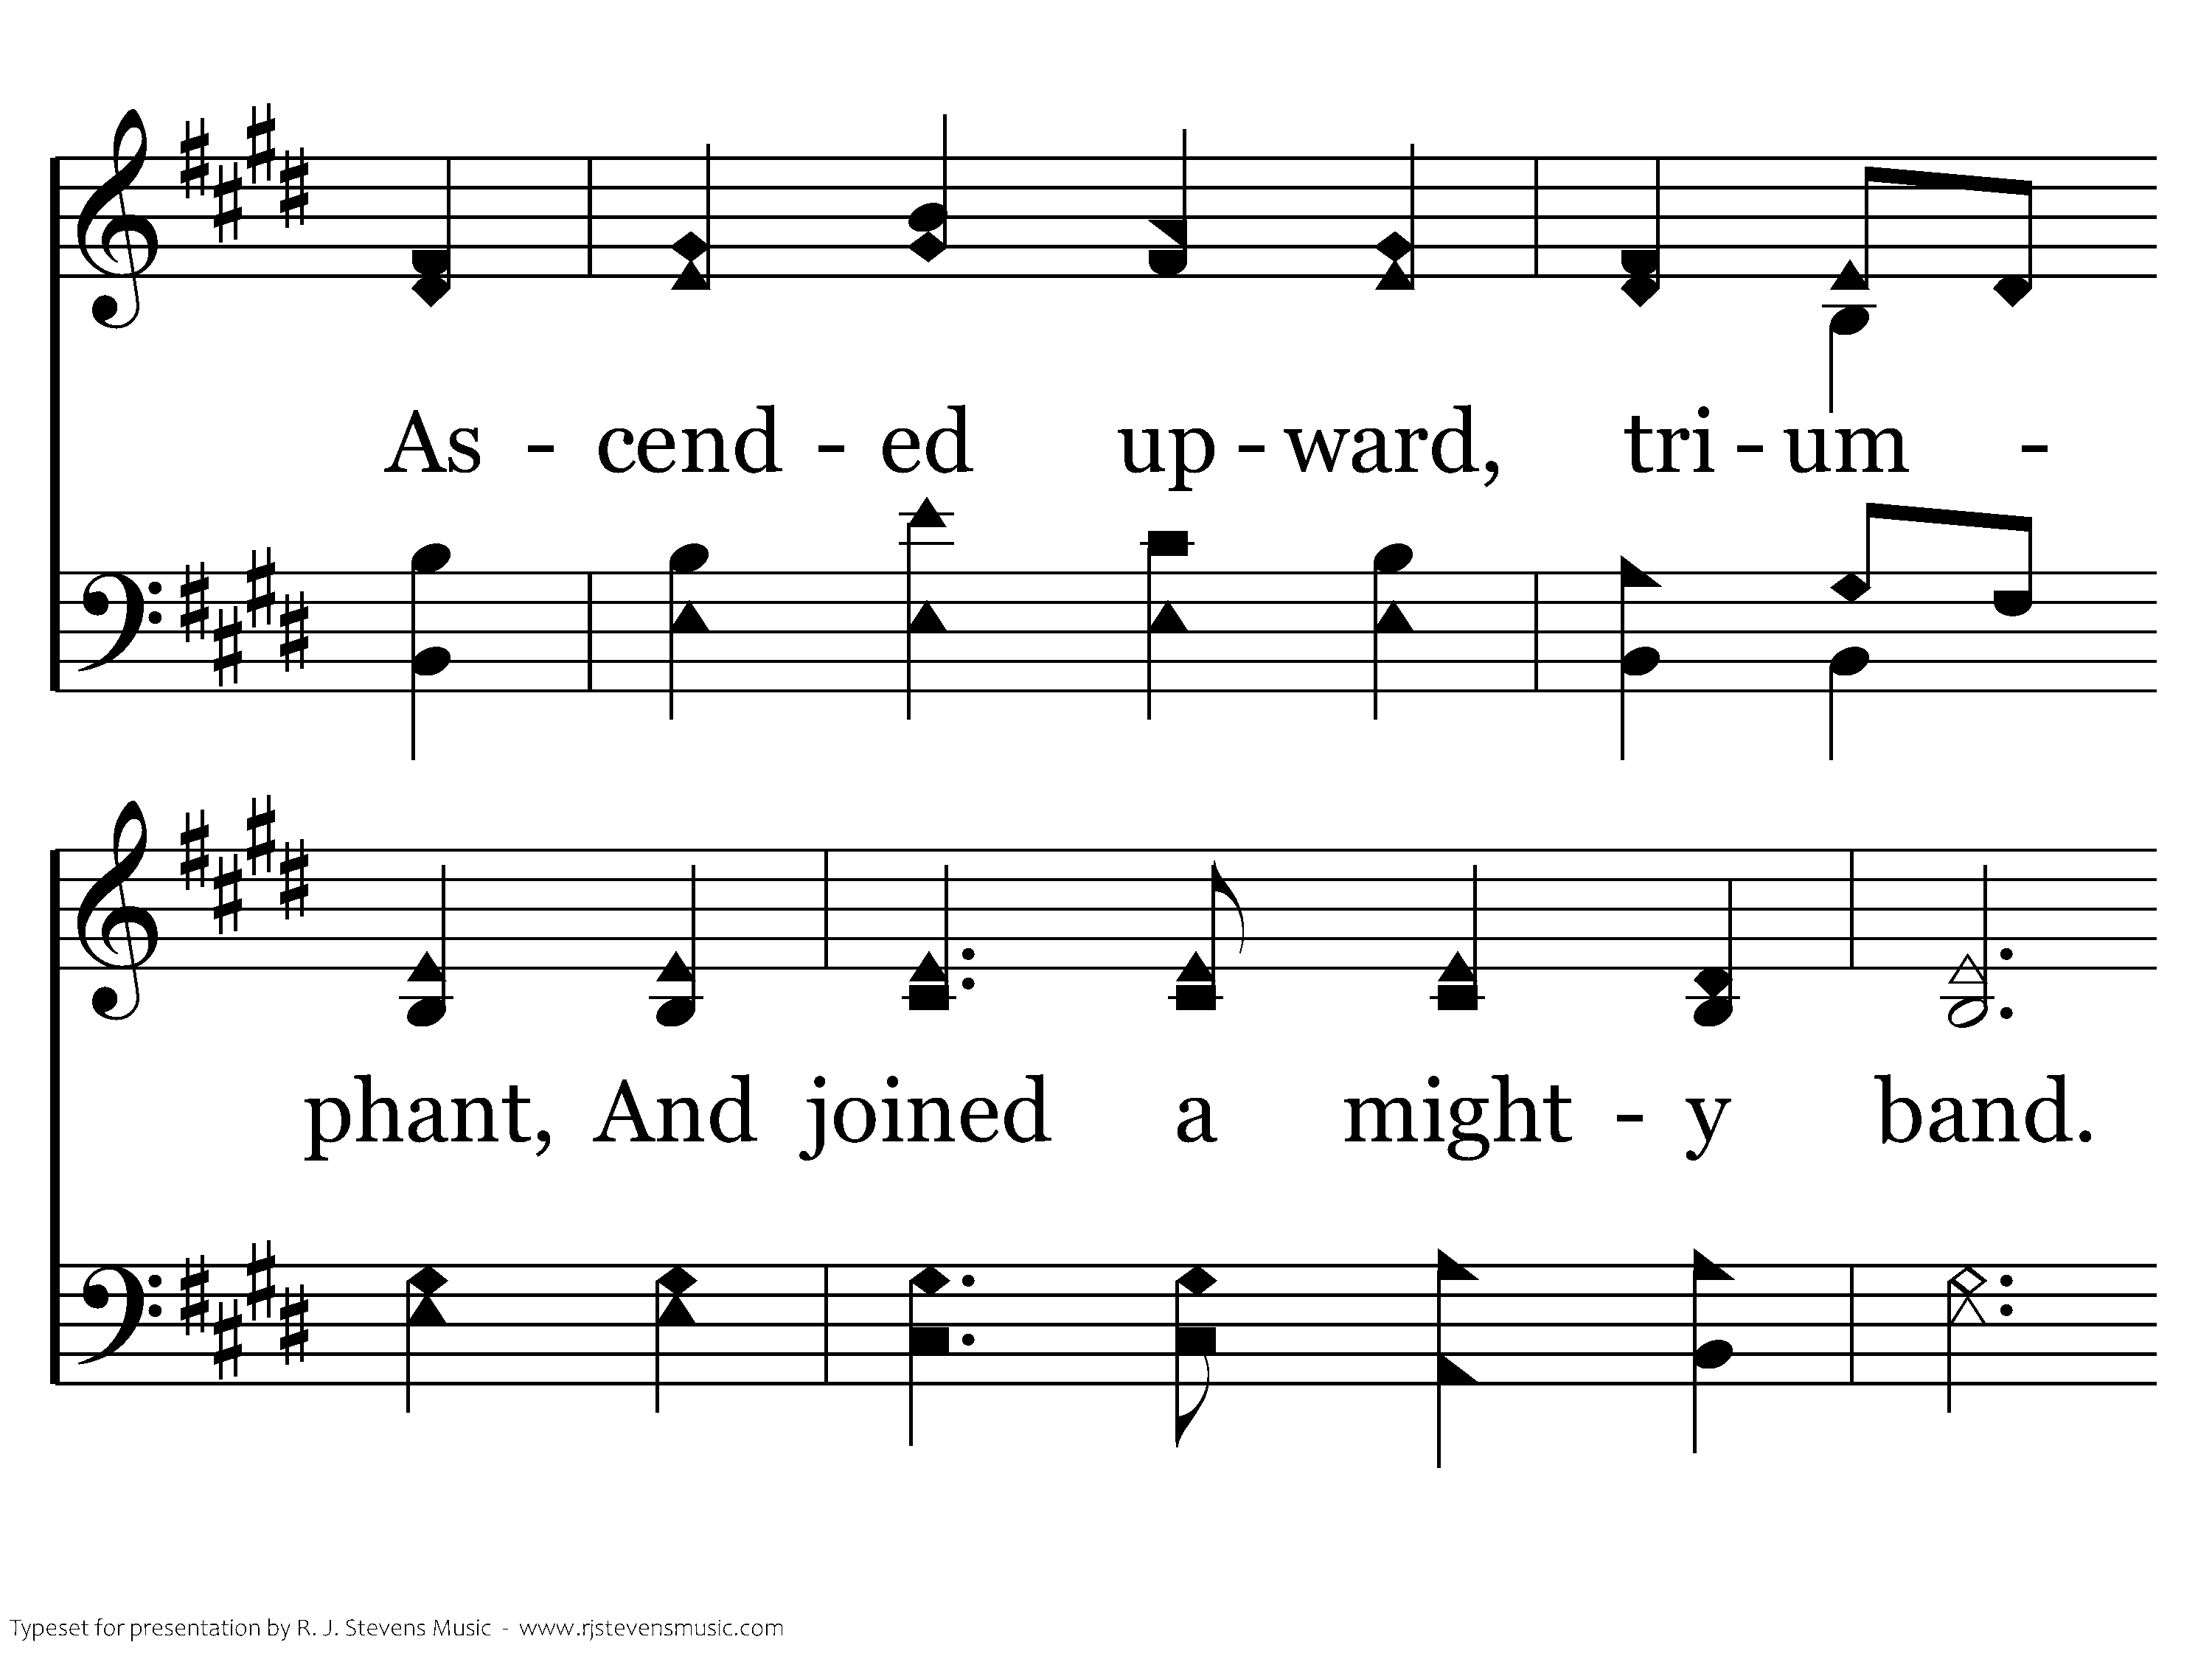 As - cend - ed up - ward, tri - um -
phant, And joined a might - y band.
Typeset for presentation by R. J. Stevens Music - www.rjstevensmusic.com